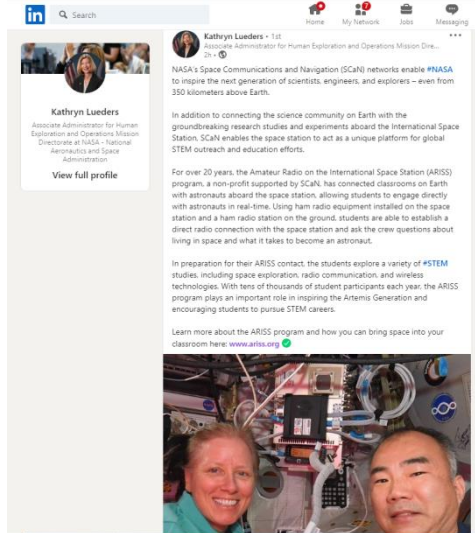 in
Search
Home
My Network
Jobs
Messaging
Kathryn Lueders • 1st
Associate Administrator for Human Exploration and Operations Mission Dire...
2h •
Kathryn Lueders
Associate Administrator for Human
Exploration and Operations Mission
Directorate at NASA - National
Aeronautics and Space
Administration
View full profile
NASA's Space Communications and Navigation (SCaN) networks enable #NASA
to inspire the next generation of scientists, engineers, and explorers – even from
350 kilometers above Earth.
In addition to connecting the science community on Earth with the
groundbreaking research studies and experiments aboard the International Space
Station, SCaN enables the space station to act as a unique platform for global
STEM outreach and education efforts.
For over 20 years, the Amateur Radio on the International Space Station (ARISS)
program, a non-profit supported by SCaN, has connected classrooms on Earth
with astronauts aboard the space station, allowing students to engage directly
with astronauts in real-time. Using ham radio equipment installed on the space
station and a ham radio station on the ground, students are able to establish a
direct radio connection with the space station and ask the crew questions about
living in space and what it takes to become an astronaut.
In preparation for their ARISS contact, the students explore a variety of #STEM
studies, including space exploration, radio communication, and wireless
technologies. With tens of thousands of student participants each year, the ARISS
program plays an important role in inspiring the Artemis Generation and
encouraging students to pursue STEM careers.
Learn more about the ARISS program and how you can bring space into your
classroom here: www.ariss.org